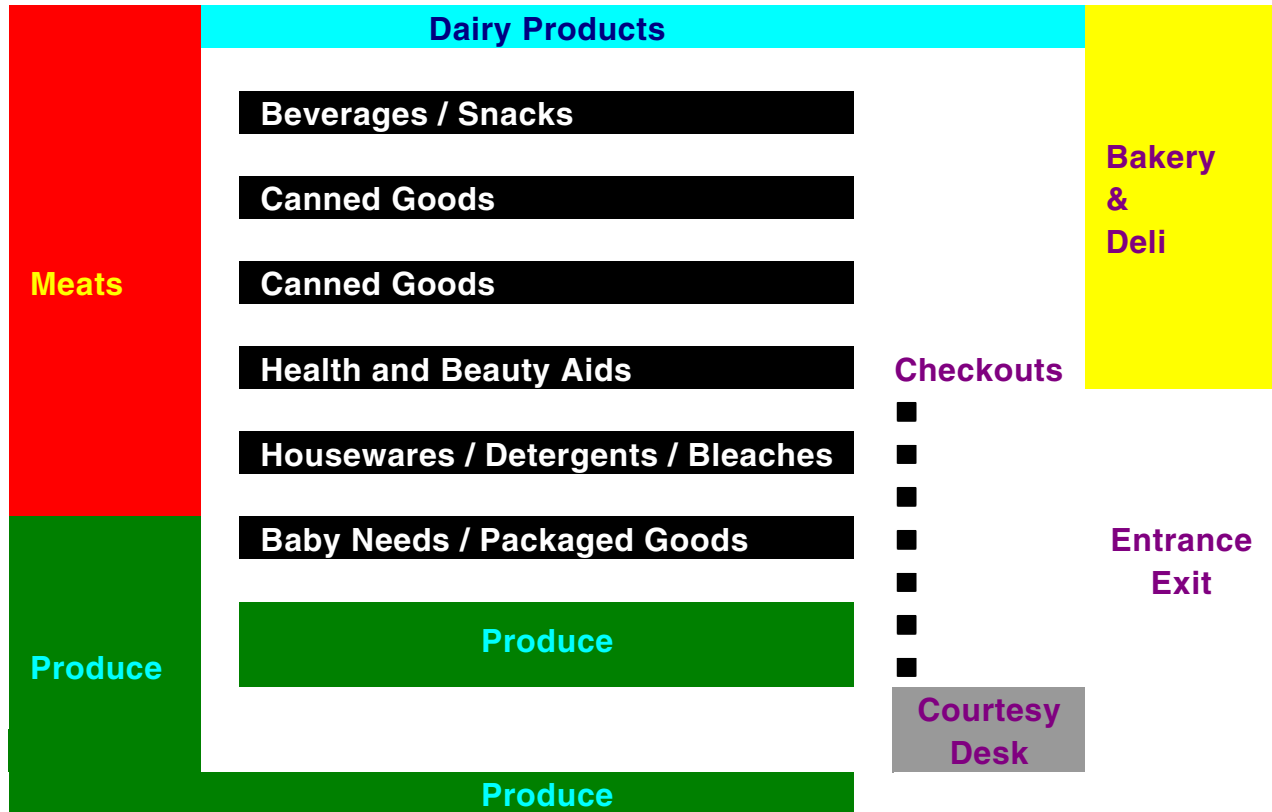 Dairy Products
Beverages / Snacks
Bakery
&
Deli
Canned Goods
Meats
Canned Goods
Health and Beauty Aids
Checkouts
Housewares / Detergents / Bleaches
Baby Needs / Packaged Goods
Entrance
Exit
Produce
Produce
Courtesy
Desk
Produce